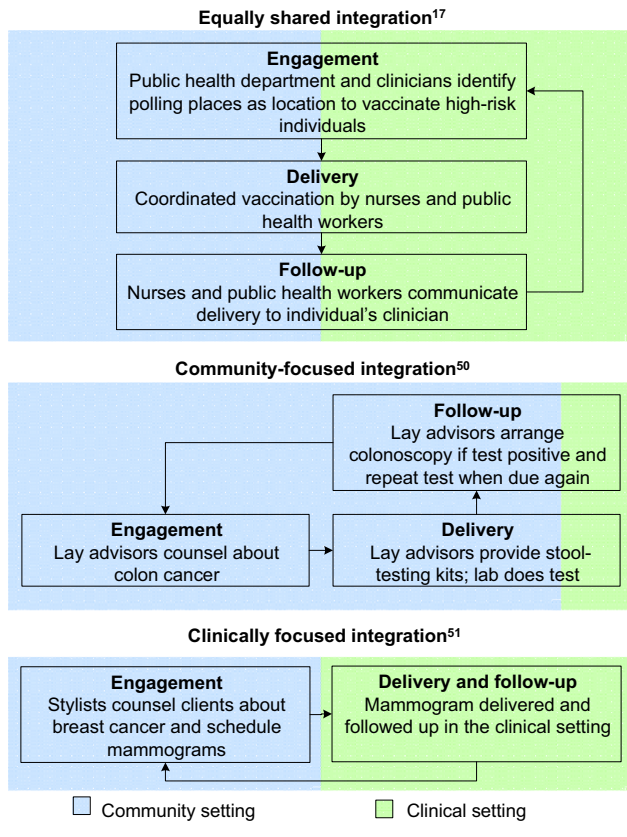 Equally shared integration17
Engagement
Public health department and clinicians identify
polling places as location to vaccinate high-risk
individuals
Delivery
Coordinated vaccination by nurses and public
health workers
Follow-up
Nurses and public health workers communicate
delivery to individual's clinician
Community-focused integration50
Follow-up
Lay advisors arrange
colonoscopy if test positive and
repeat test when due again
Engagement
Lay advisors counsel about
colon cancer
Delivery
Lay advisors provide stool-
testing kits; lab does test
Clinically focused integration51
Engagement
Stylists counsel clients about
breast cancer and schedule
mammograms
Delivery and follow-up
Mammogram delivered and
followed up in the clinical setting
Community setting
Clinical setting